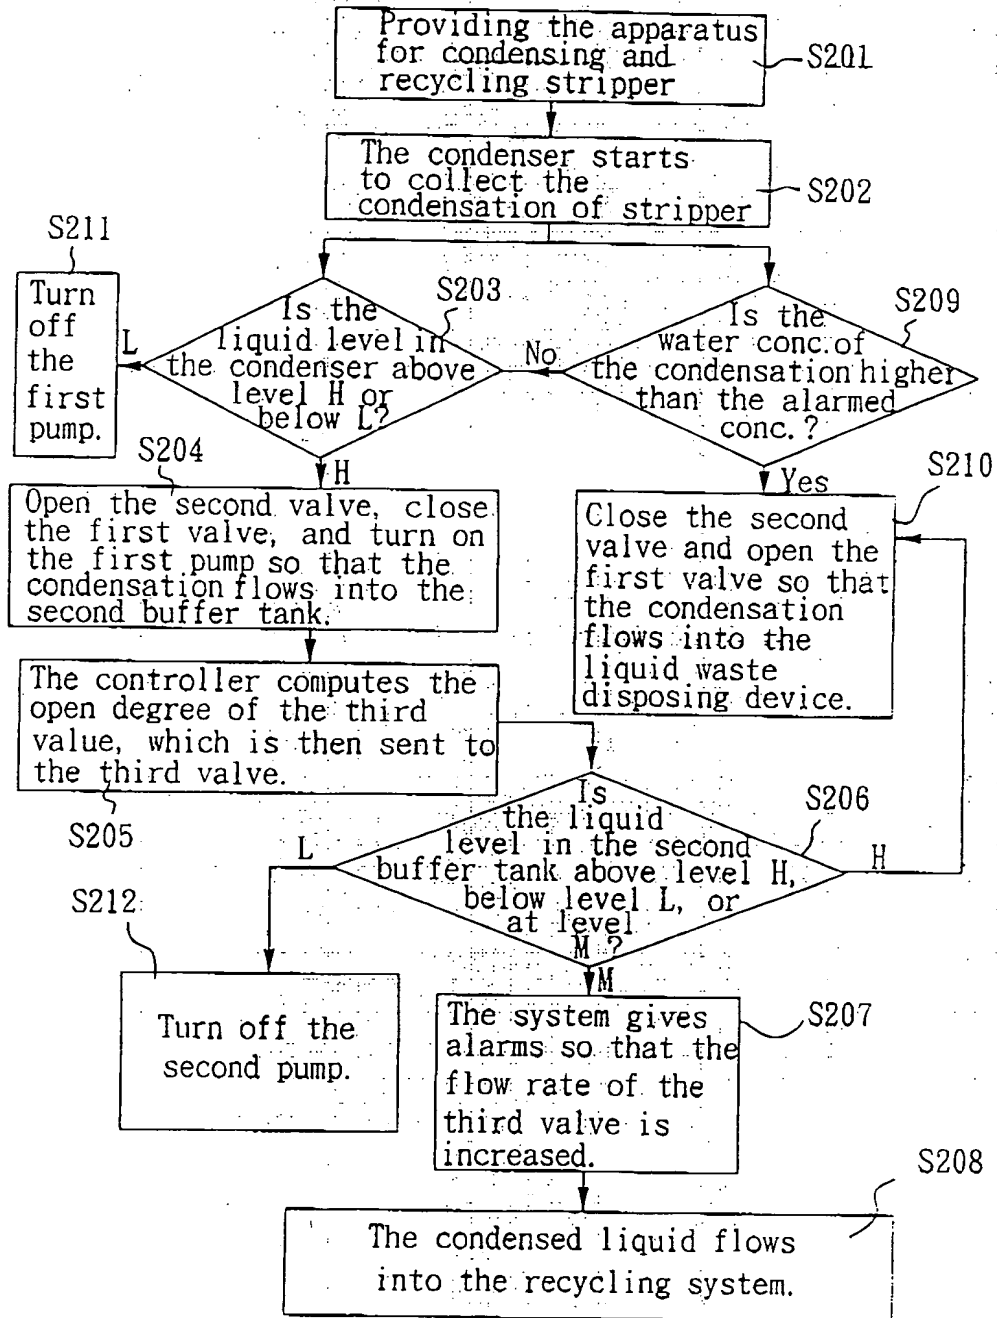 Providing the apparatus
for condensing and
recycling stripper
S201
The condenser starts
to collect the
condensation of stripper
S202
S211
Turn
off
the
first
pump.
L
Is the
liquid level in
the condenser above
level H or
below L?
S203
No
Is the
water conc. of
the condensation higher
than the alarmed
conc. ?
S209
H
S204
Open the second valve, close
the first valve, and turn on
the first pump so that the
condensation flows into the
second buffer tank.
Yes
S210
Close the second
valve and open the
first valve so that
the condensation
flows into the
liquid waste
disposing device.
The controller computes the
open degree of the third
value, which is then sent to
the third valve.
S205
Is
the liquid
level in the second
buffer tank above level H,
below level L, or
at level
M ?
S206
L
H
M
S212
Turn off the
second pump.
The system gives
alarms so that the
flow rate of the
third valve is
increased.
S207
S208
The condensed liquid flows
into the recycling system.